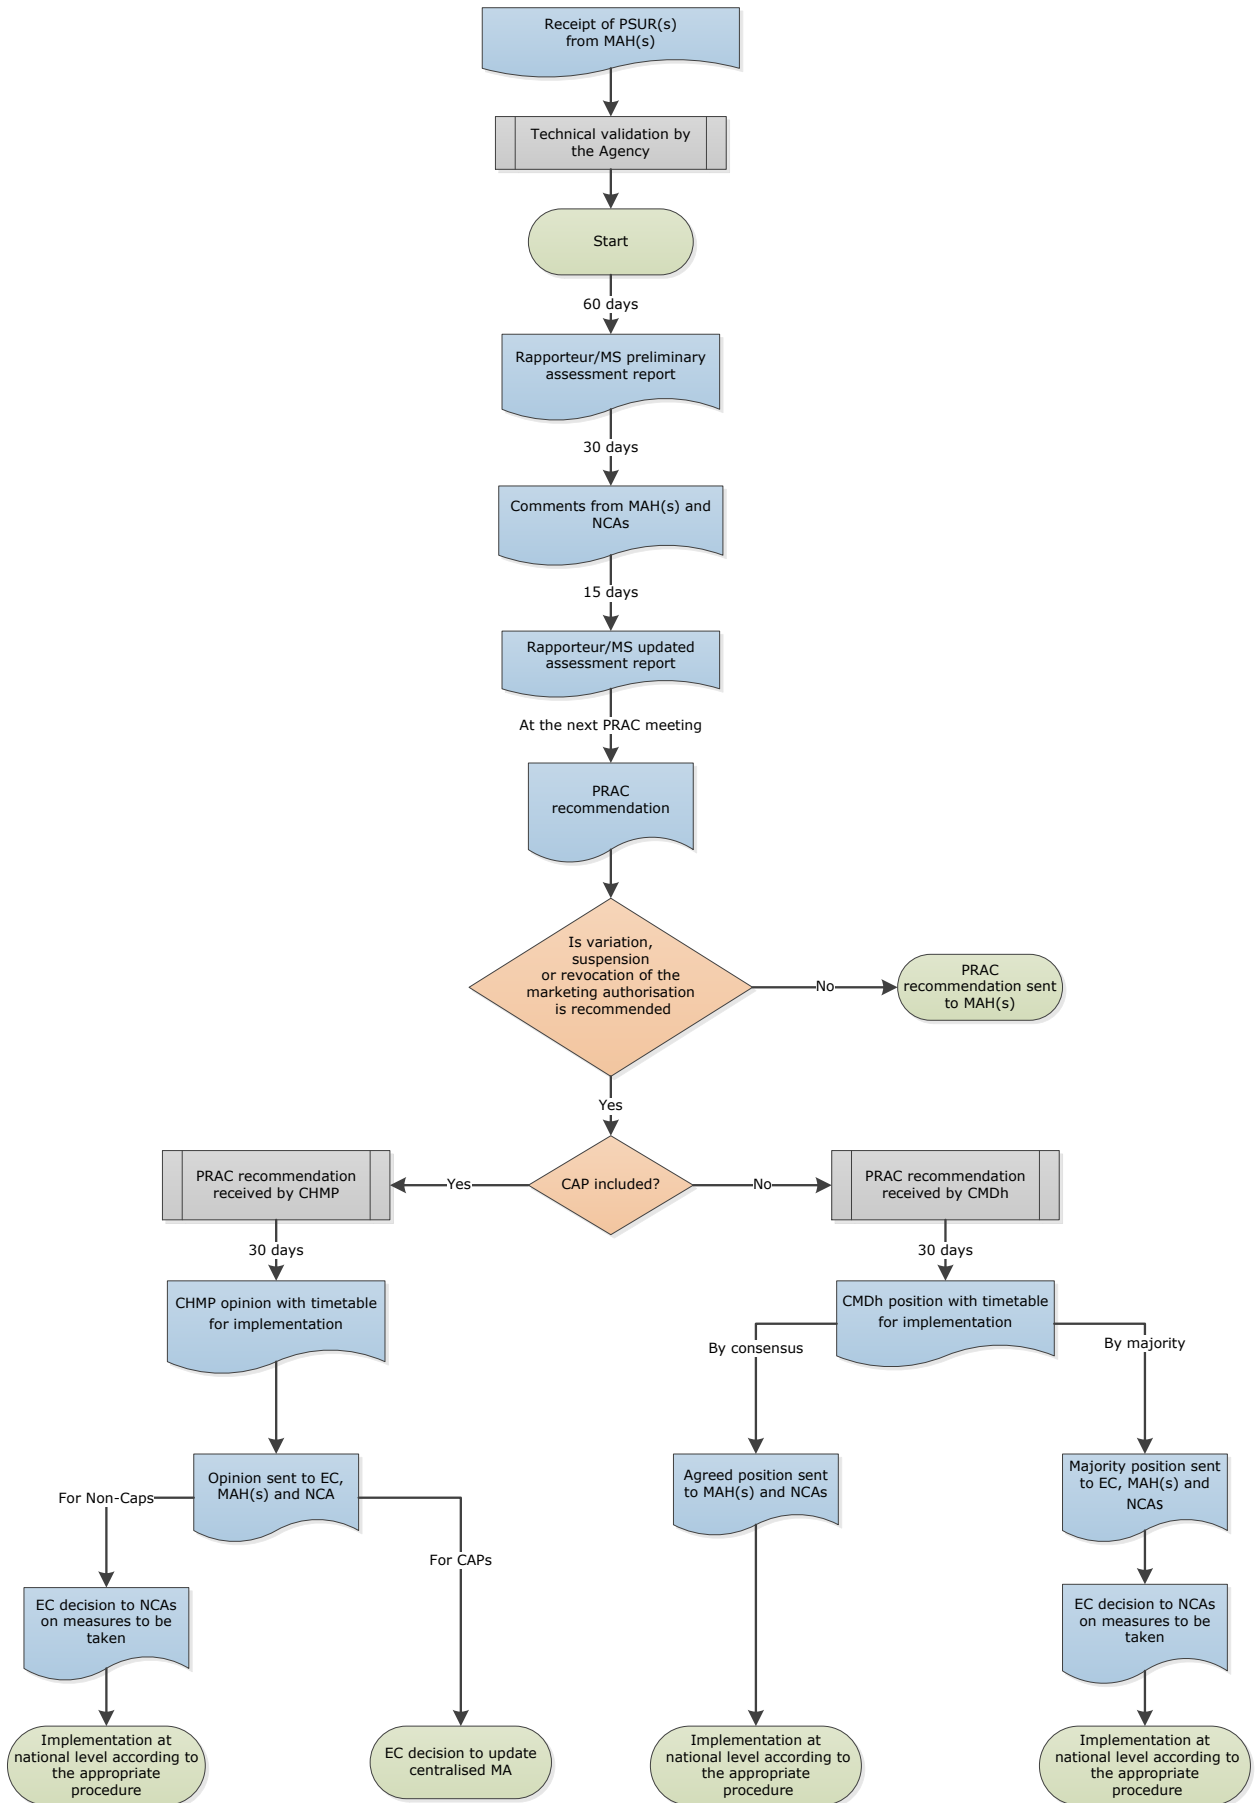 Receipt of PSUR(s)
from MAH(s)
Technical validation by
the Agency
Start
60 days
Rapporteur/MS preliminary
assessment report
30 days
Comments from MAH(s) and
NCAs
15 days
Rapporteur/MS updated
assessment report
At the next PRAC meeting
PRAC
recommendation
Is variation,
suspension
or revocation of the
marketing authorisation
is recommended
No
PRAC
recommendation sent
to MAH(s)
Yes
PRAC recommendation
received by CHMP
Yes
CAP included?
No
PRAC recommendation
received by CMDh
30 days
30 days
CHMP opinion with timetable
for implementation
CMDh position with timetable
for implementation
By consensus
By majority
For Non-Caps
Opinion sent to EC,
MAH(s) and NCA
For CAPs
Agreed position sent
to MAH(s) and NCAs
Majority position sent
to EC, MAH(s) and
NCAs
EC decision to NCAs
on measures to be
taken
EC decision to NCAs
on measures to be
taken
Implementation at
national level according to
the appropriate
procedure
EC decision to update
centralised MA
Implementation at
national level according to
the appropriate
procedure
Implementation at
national level according to
the appropriate
procedure